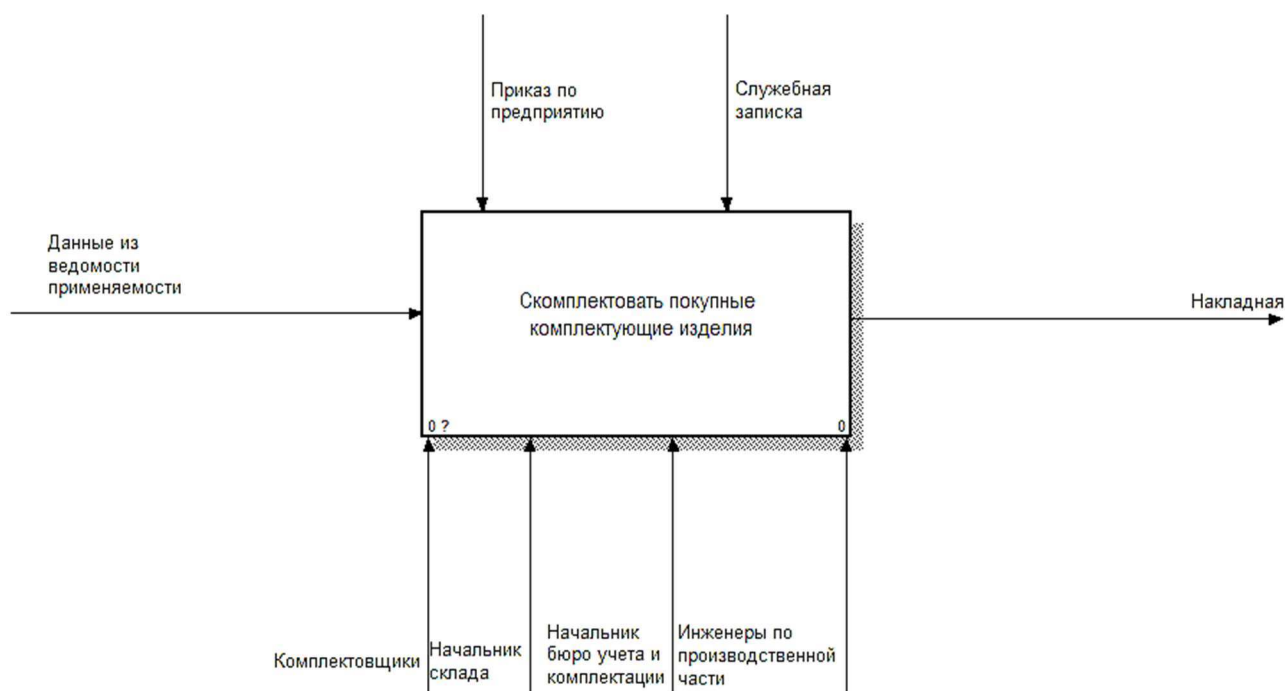 Приказ по
предприятию
Служебная
записка
Данные из
ведомости
применяемости
Скомплектовать покупные
комплектующие изделия
Накладная
0 ?
0
Комплектовщики
Начальник
склада
Начальник
бюро учета и
комплектации
Инженеры по
производственной
части